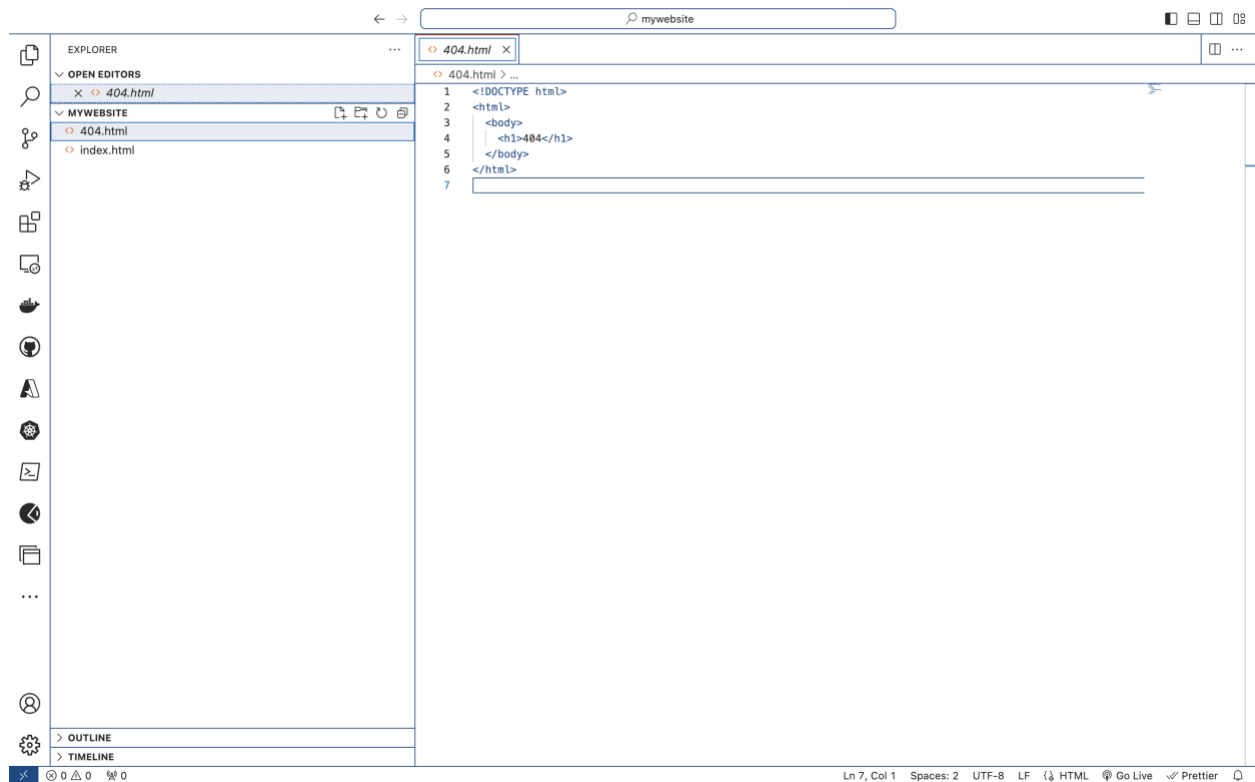 mywebsite
EXPLORER
OPEN EDITORS
404.html
MYWEBSITE
404.html
index.html
OUTLINE
TIMELINE
404.html
404.html > ...
1 <!DOCTYPE html>
2 <html>
3 <body>
4 <h1>404</h1>
5 </body>
6 </html>
7
0 0 0
Ln 7, Col 1 Spaces: 2 UTF-8 LF HTML Go Live Prettier